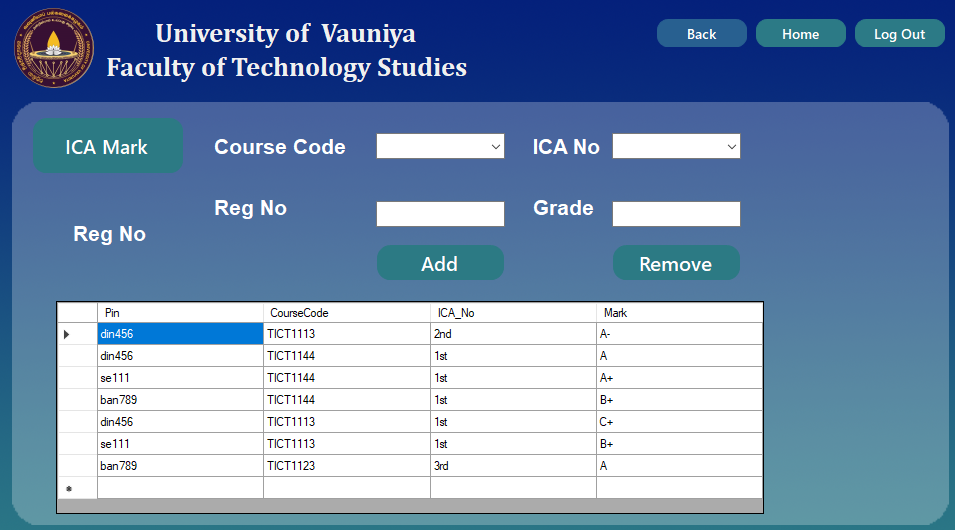 University of Vauniya
Faculty of Technology Studies
Back Home Log Out
ICA Mark Course Code ICA No
Reg No Grade
Reg No
Add Remove
Pin CourseCode ICA_No Mark
din456 TICT1113 2nd A-
din456 TICT1144 1st A
se111 TICT1144 1st A+
ban789 TICT1144 1st B+
din456 TICT1113 1st C+
se111 TICT1113 1st B+
ban789 TICT1123 3rd A